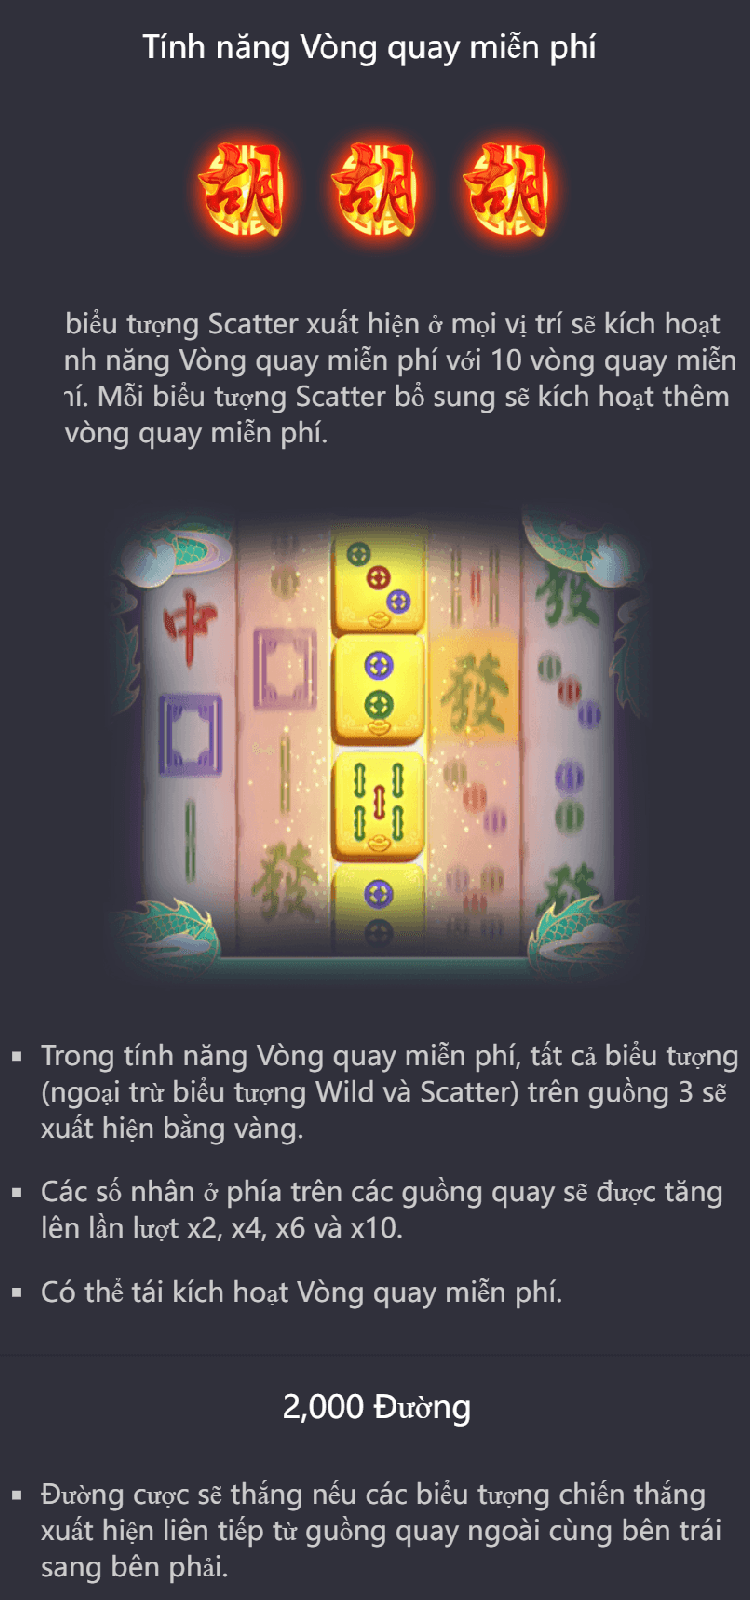 Tính năng Vòng quay miễn phí
胡 胡 胡
biểu tượng Scatter xuất hiện ở mọi vị trí sẽ kích hoạt
nh năng Vòng quay miễn phí với 10 vòng quay miễn
í. Mỗi biểu tượng Scatter bổ sung sẽ kích hoạt thêm
vòng quay miễn phí.
中
發
發
發
發
Trong tính năng Vòng quay miễn phí, tất cả biểu tượng
(ngoại trừ biểu tượng Wild và Scatter) trên guồng 3 sẽ
xuất hiện bằng vàng.
Các số nhân ở phía trên các guồng quay sẽ được tăng
lên lần lượt x2, x4, x6 và x10.
Có thể tái kích hoạt Vòng quay miễn phí.
2,000 Đường
Đường cược sẽ thắng nếu các biểu tượng chiến thắng
xuất hiện liên tiếp từ guồng quay ngoài cùng bên trái
sang bên phải.